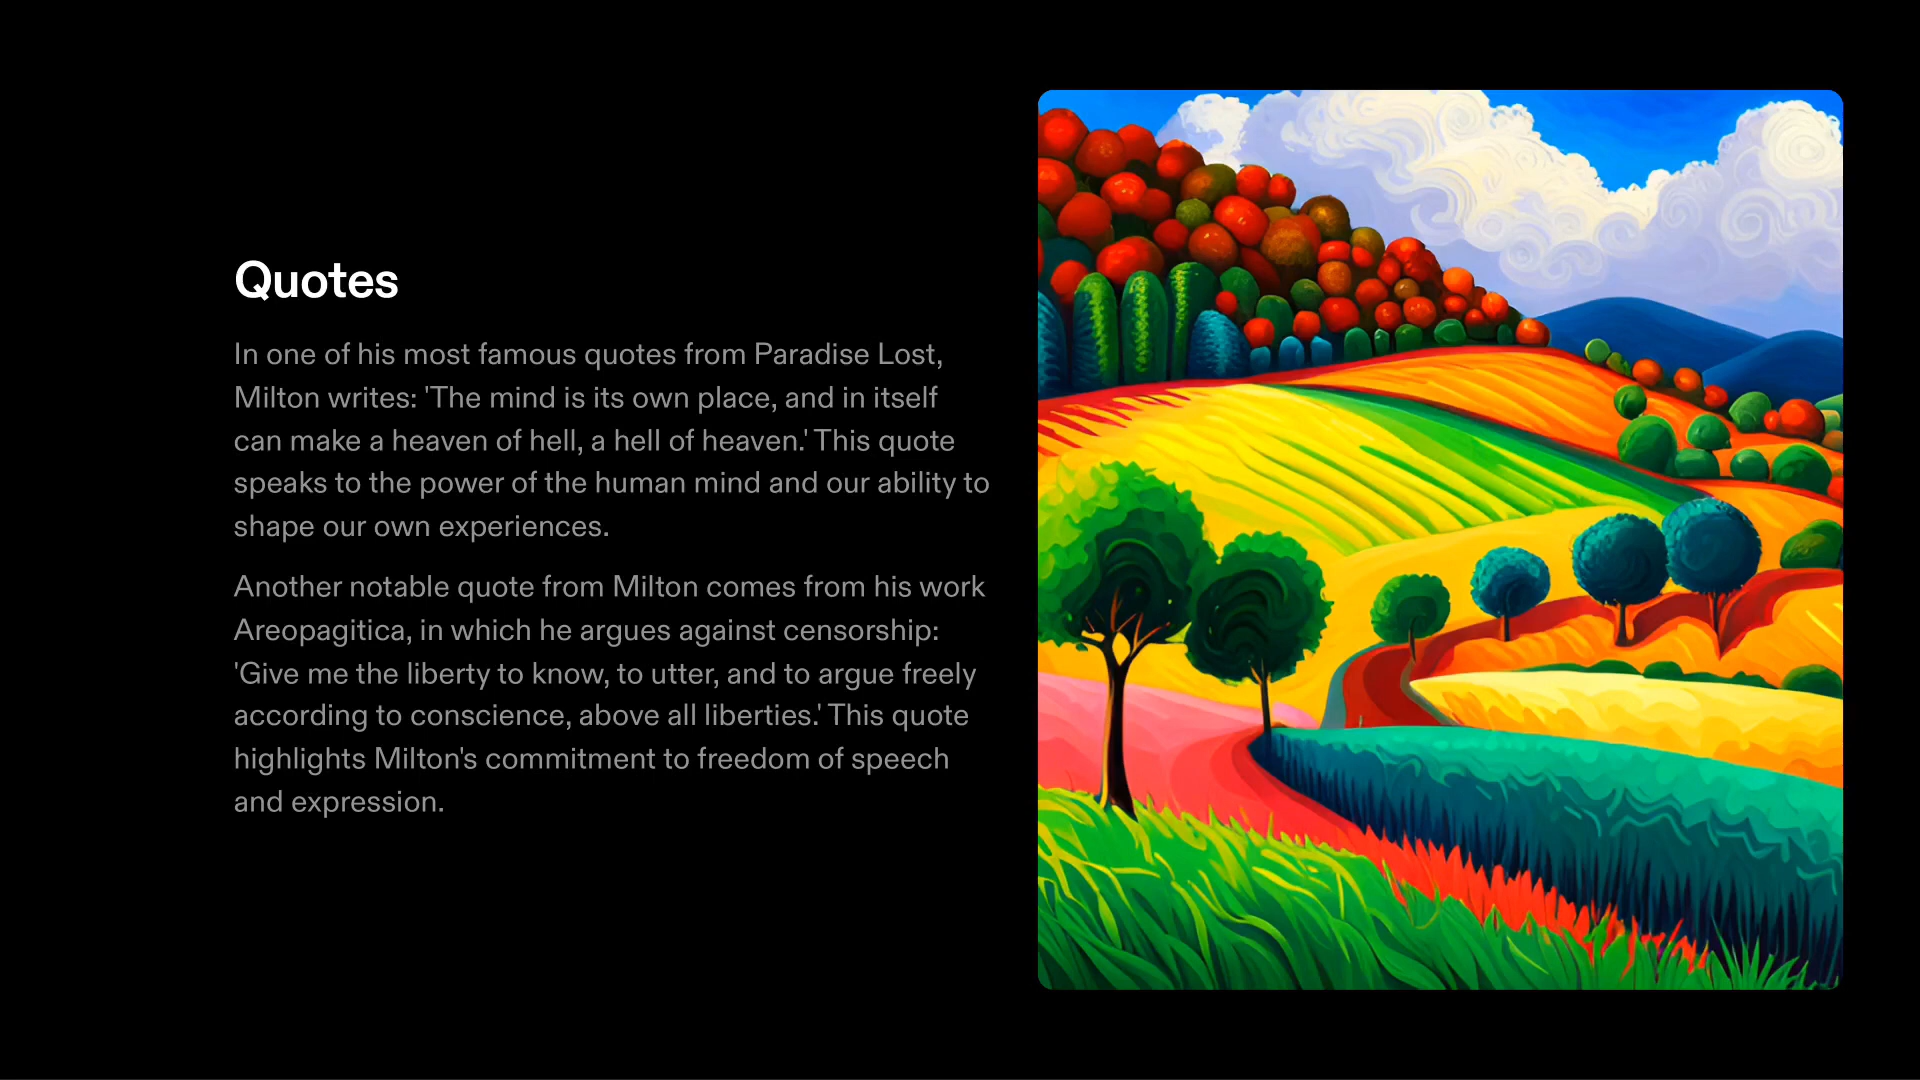 Quotes
In one of his most famous quotes from Paradise Lost,
Milton writes: 'The mind is its own place, and in itself
can make a heaven of hell, a hell of heaven.' This quote
speaks to the power of the human mind and our ability to
shape our own experiences.
Another notable quote from Milton comes from his work
Areopagitica, in which he argues against censorship:
'Give me the liberty to know, to utter, and to argue freely
according to conscience, above all liberties.' This quote
highlights Milton's commitment to freedom of speech
and expression.